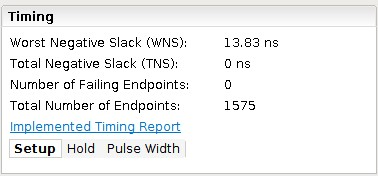 Timing
Worst Negative Slack (WNS): 13.83 ns
Total Negative Slack (TNS): 0 ns
Number of Failing Endpoints: 0
Total Number of Endpoints: 1575
Implemented Timing Report
Setup Hold Pulse Width